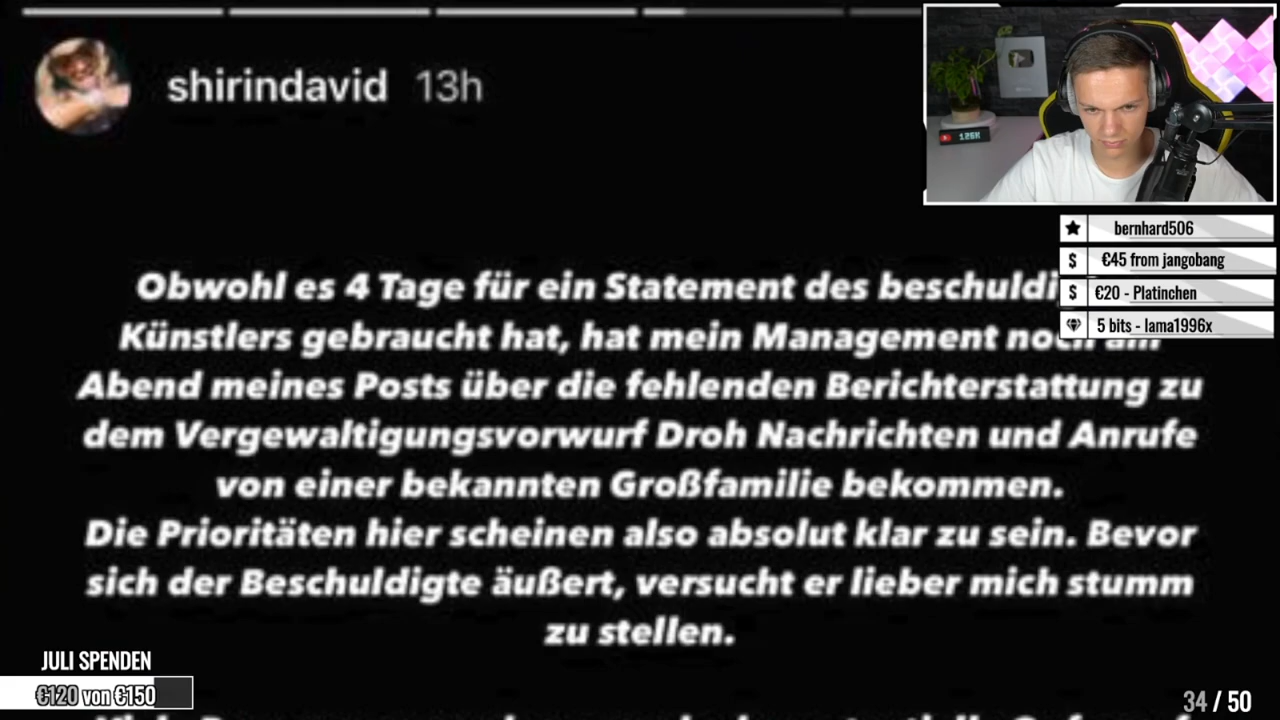 shirindavid 13h
Obwohl es 4 Tage für ein Statement des beschuldi
Künstlers gebraucht hat, hat mein Management noch am
Abend meines Posts über die fehlenden Berichterstattung zu
dem Vergewaltigungsvorwurf Droh Nachrichten und Anrufe
von einer bekannten Großfamilie bekommen.
Die Prioritäten hier scheinen also absolut klar zu sein. Bevor
sich der Beschuldigte äußert, versucht er lieber mich stumm
zu stellen.
126K
bernhard506
$ €45 from jangobang
$ €20 - Platinchen
5 bits - lama1996x
JULI SPENDEN
€120 von €150
34 / 50